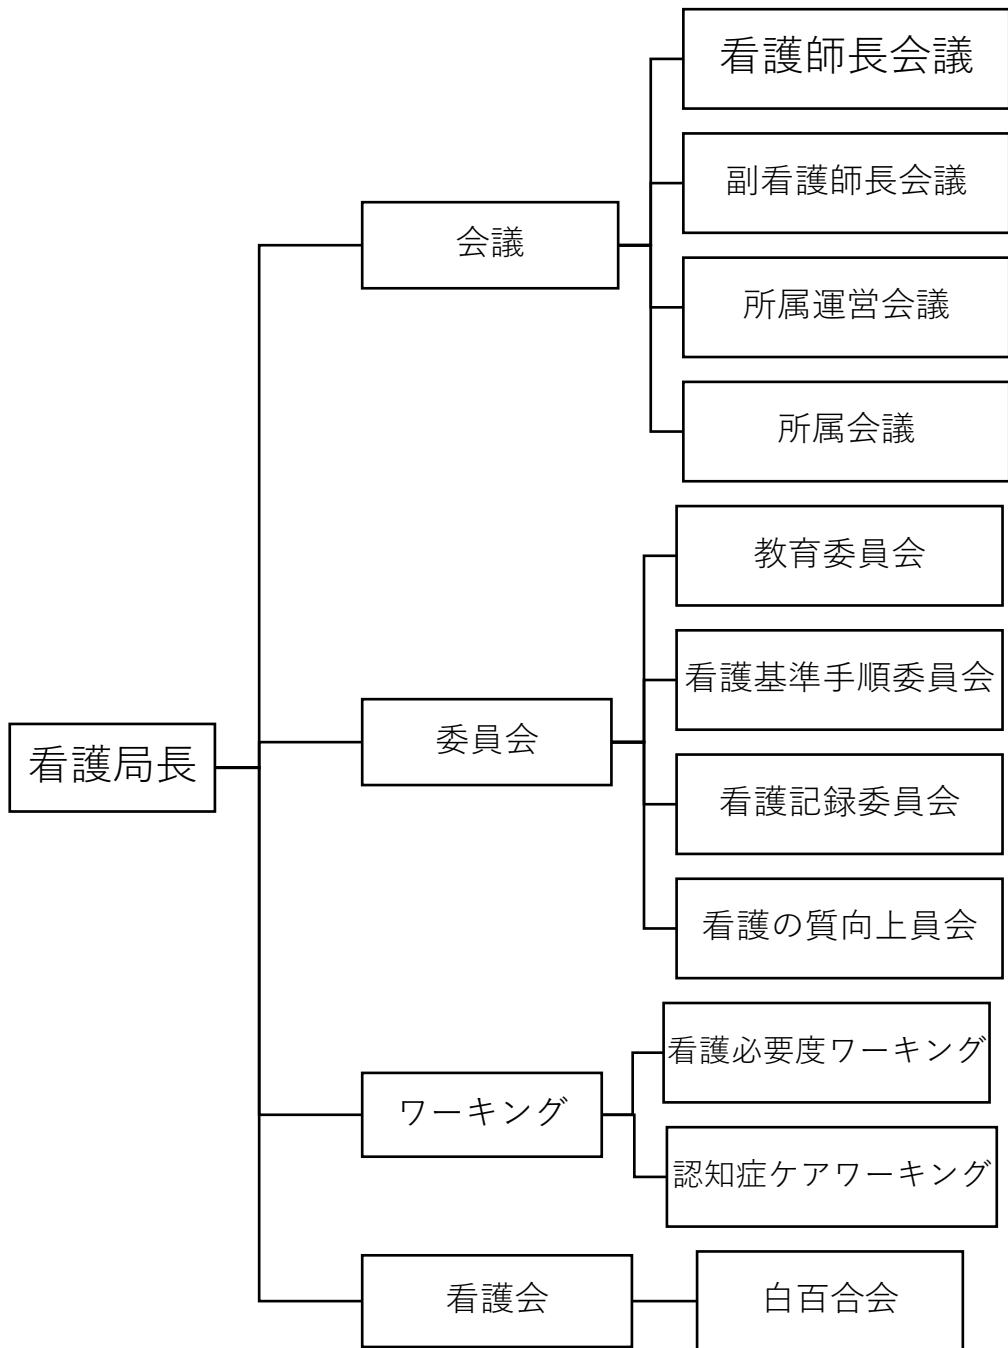 看護局長
会議
看護師長会議
副看護師長会議
所属運営会議
所属会議
委員会
教育委員会
看護基準手順委員会
看護記録委員会
看護の質向上員会
ワーキング
看護必要度ワーキング
認知症ケアワーキング
看護会
白百合会